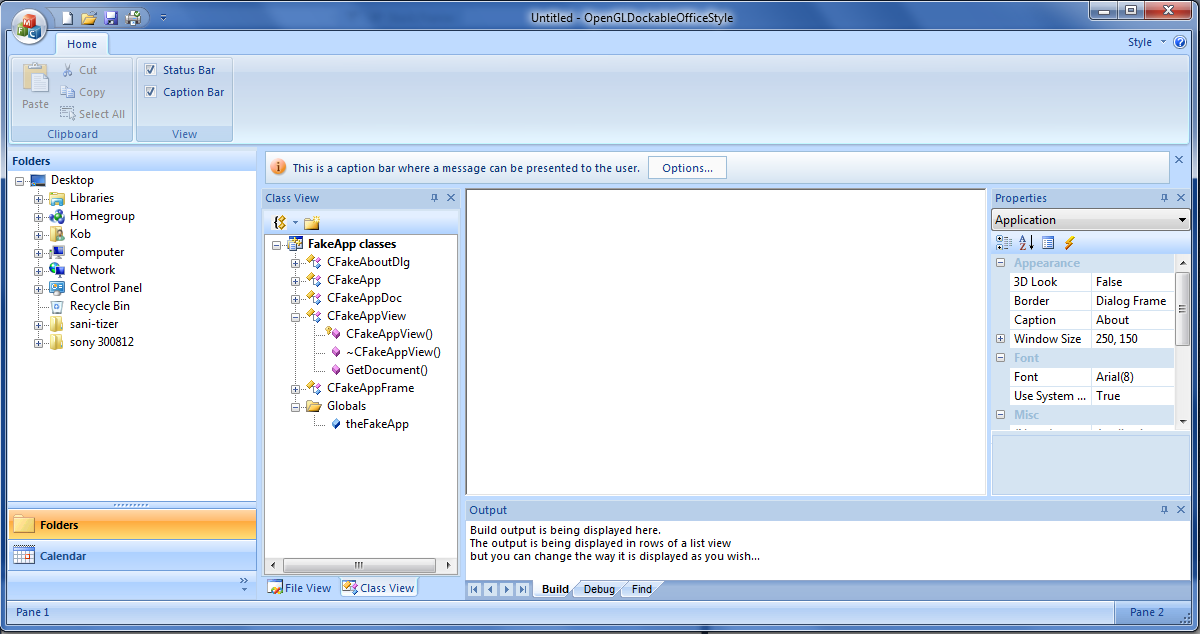 Untitled - OpenGLDockableOfficeStyle
Home
Style
Paste
Cut
Copy
Select All
Clipboard
Status Bar
Caption Bar
View
Folders
Desktop
Libraries
Homegroup
Kob
Computer
Network
Control Panel
Recycle Bin
sani-tizer
sony 300812
Folders
Calendar
This is a caption bar where a message can be presented to the user.
Options...
Class View
FakeApp classes
CFakeAboutDlg
CFakeApp
CFakeAppDoc
CFakeAppView
CFakeAppView()
~CFakeAppView()
GetDocument()
CFakeAppFrame
Globals
theFakeApp
File View
Class View
Properties
Application
Appearance
3D Look False
Border Dialog Frame
Caption About
Window Size 250, 150
Font
Font Arial(8)
Use System ... True
Misc
Output
Build output is being displayed here.
The output is being displayed in rows of a list view
but you can change the way it is displayed as you wish...
Build Debug Find
Pane 1
Pane 2